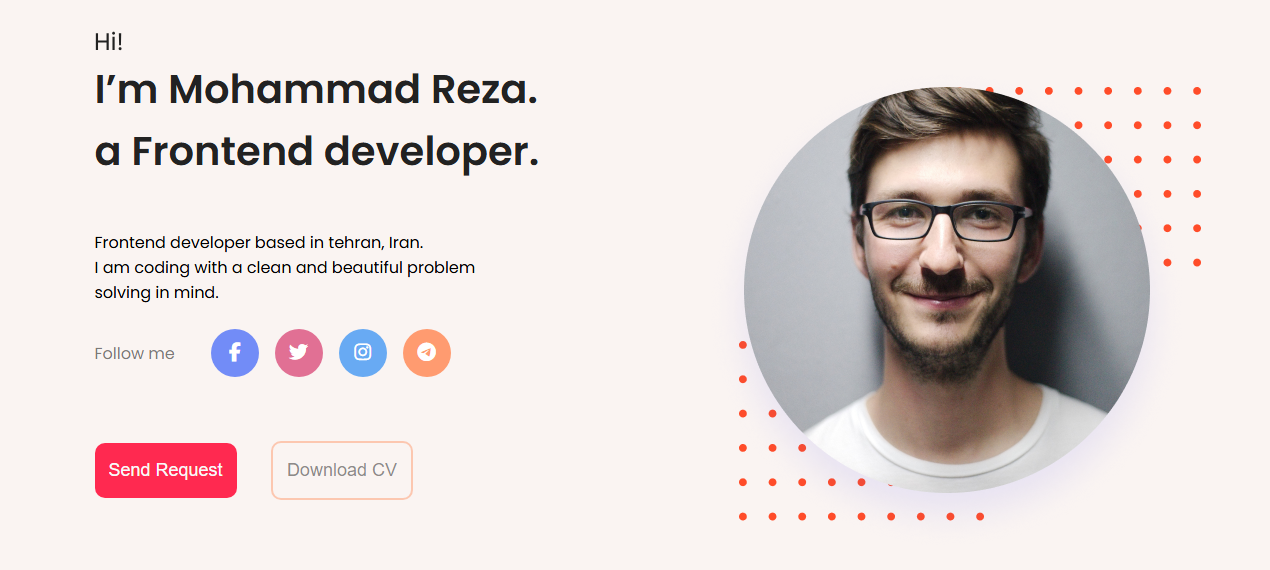 Hi!
I’m Mohammad Reza.
a Frontend developer.
Frontend developer based in tehran, Iran.
I am coding with a clean and beautiful problem
solving in mind.
Follow me
Send Request
Download CV